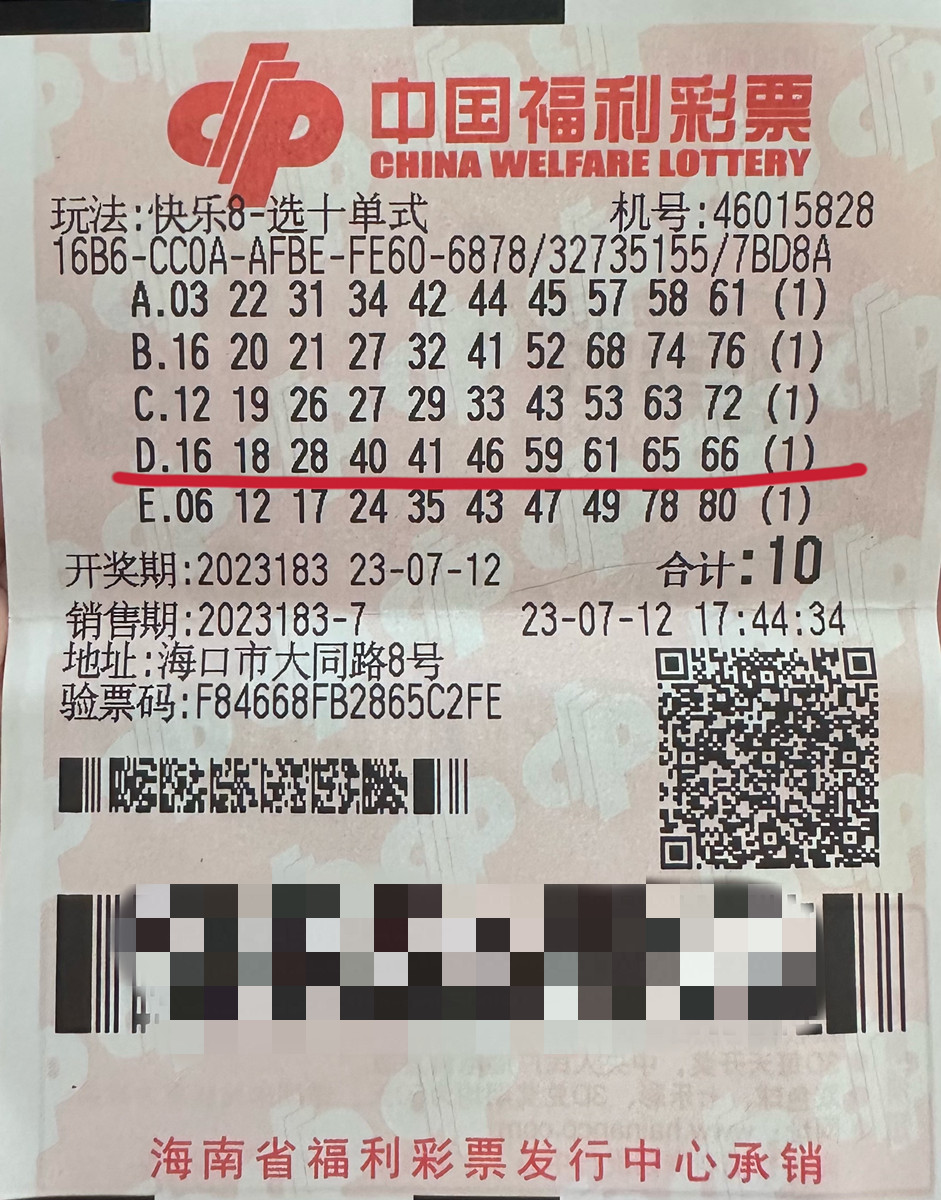 中国福利彩票
CHINA WELFARE LOTTERY
玩法:快乐8-选十单式 机号:46015828
16B6-CC0A-AFBE-FE60-6878/32735155/7BD8A
A.03 22 31 34 42 44 45 57 58 61 (1)
B.16 20 21 27 32 41 52 68 74 76 (1)
C.12 19 26 27 29 33 43 53 63 72 (1)
D.16 18 28 40 41 46 59 61 65 66 (1)
E.06 12 17 24 35 43 47 49 78 80 (1)
开奖期:2023183 23-07-12 合计:10
销售期:2023183-7 23-07-12 17:44:34
地址:海口市大同路8号
验票码:F84668FB2865C2FE
海南省福利彩票发行中心承销